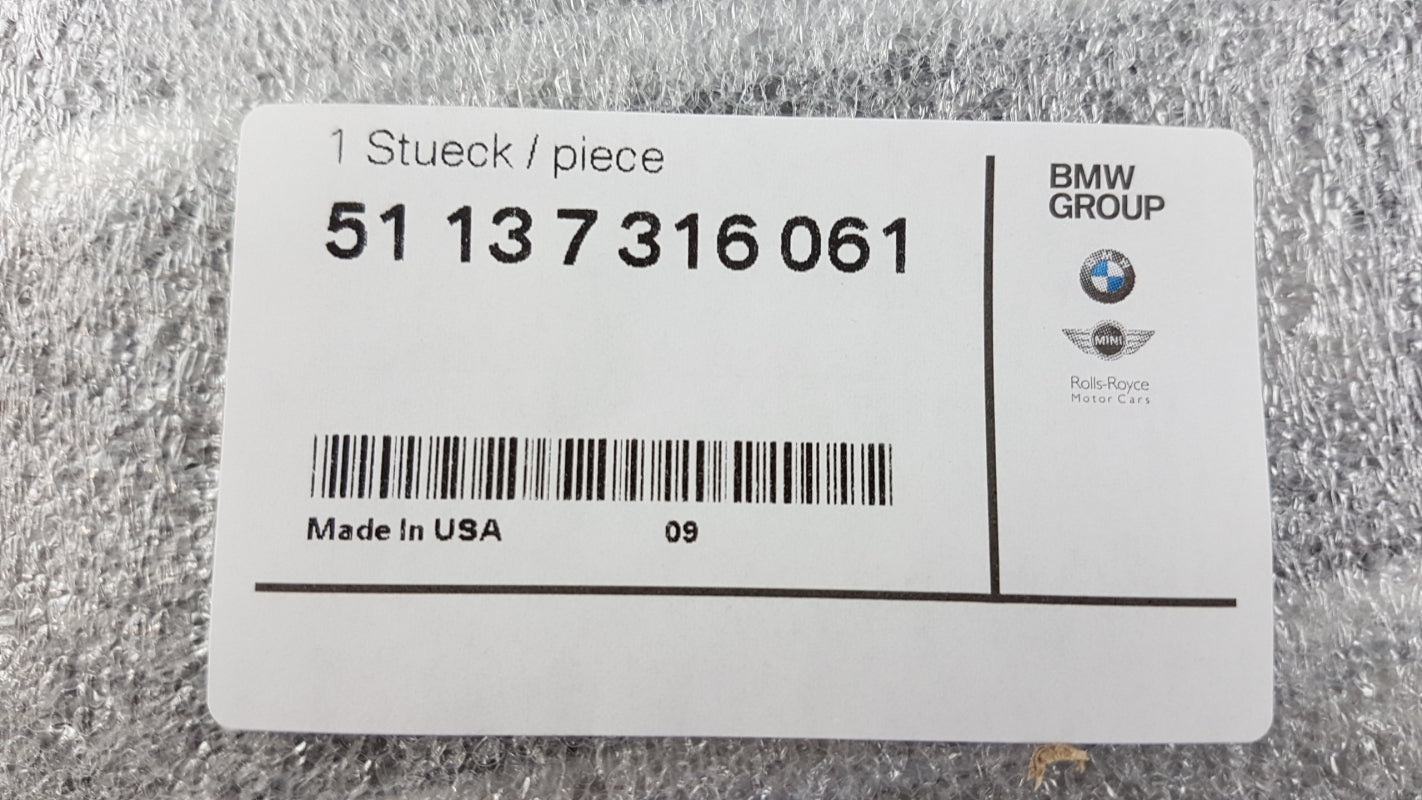 1 Stueck / piece
51 13 7 316 061
Made In USA 09
BMW
GROUP
BMW
MINI
Rolls-Royce
Motor Cars